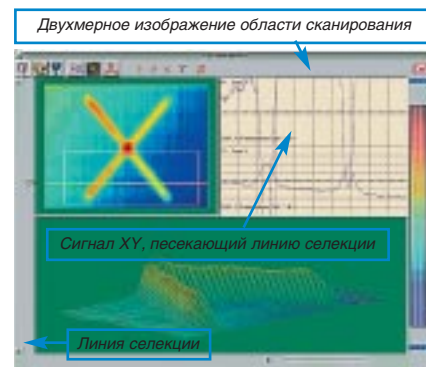 Двухмерное изображение области сканирования
Сигнал XY, песекающий линию селекции
Линия селекции